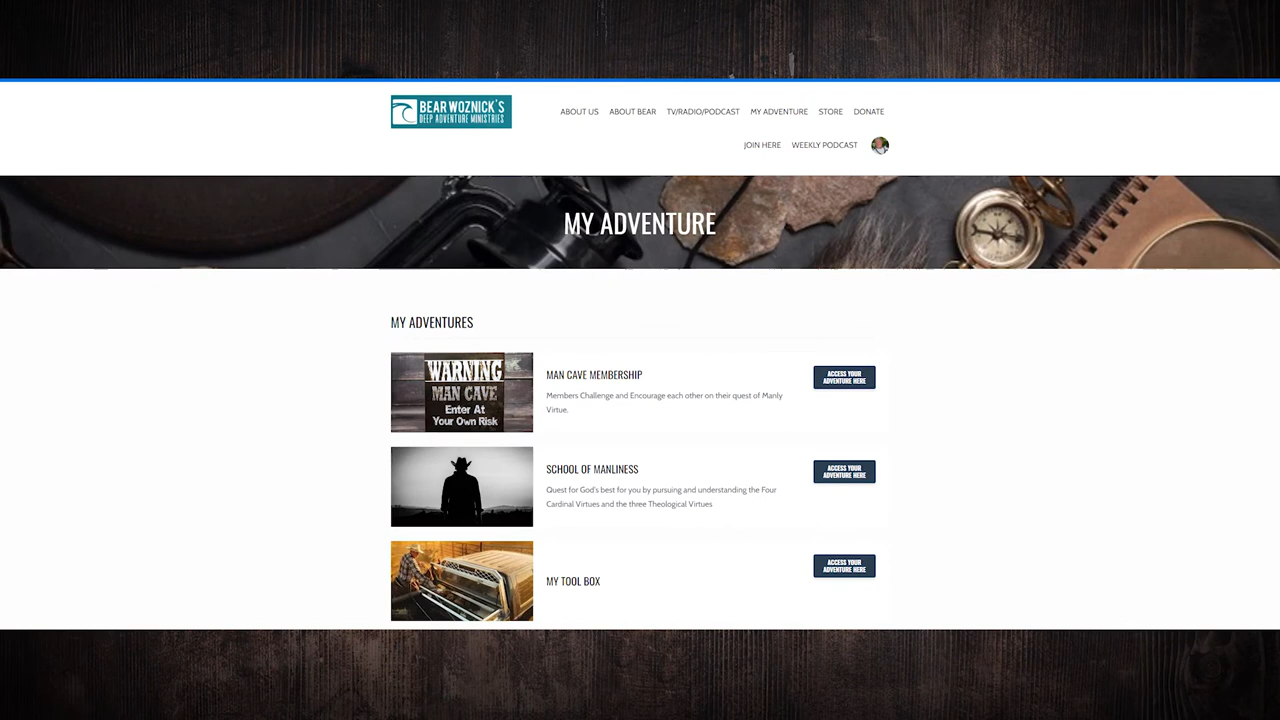 BEAR WOZNICK'S
DEEP ADVENTURE MINISTRIES
ABOUT US ABOUT BEAR TV/RADIO/PODCAST MY ADVENTURE STORE DONATE
JOIN HERE WEEKLY PODCAST
MY ADVENTURE
MY ADVENTURES
WARNING
MAN CAVE
Enter At
Your Own Risk
MAN CAVE MEMBERSHIP
Members Challenge and Encourage each other on their quest of Manly
Virtue.
ACCESS YOUR
ADVENTURE HERE
SCHOOL OF MANLINESS
Quest for God's best for you by pursuing and understanding the Four
Cardinal Virtues and the three Theological Virtues
ACCESS YOUR
ADVENTURE HERE
MY TOOL BOX
ACCESS YOUR
ADVENTURE HERE